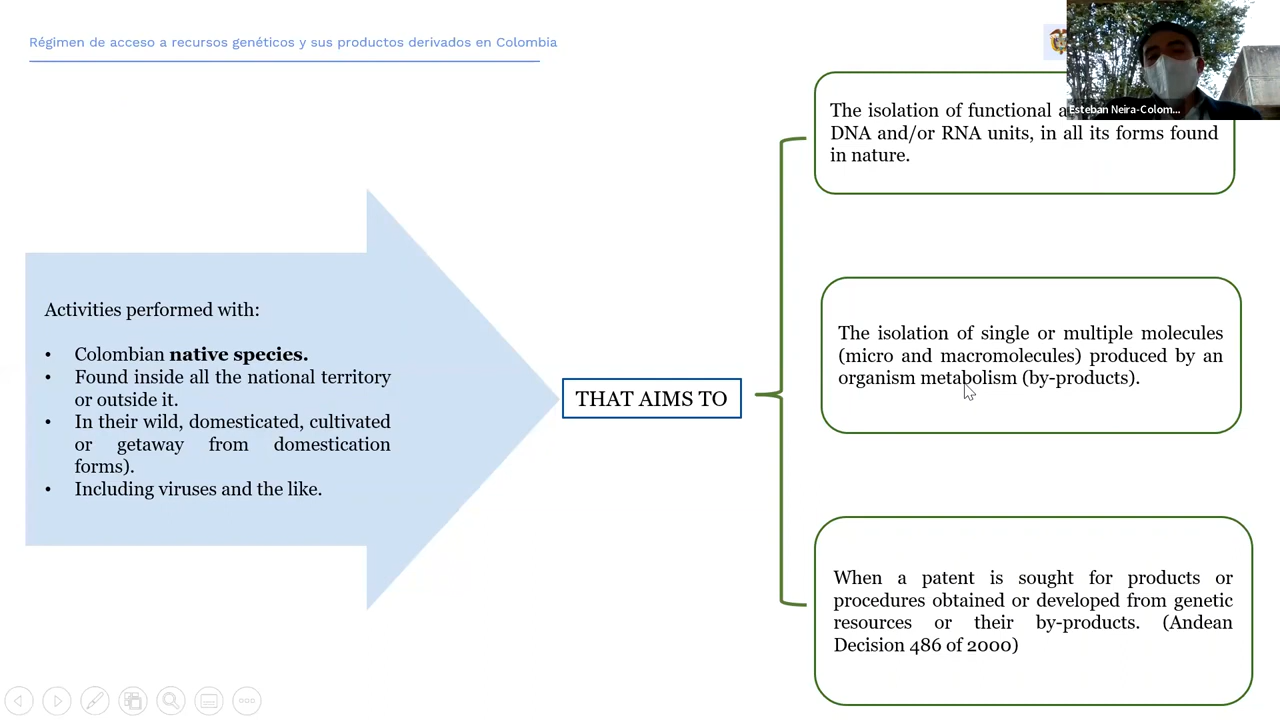 Régimen de acceso a recursos genéticos y sus productos derivados en Colombia
Esteban Neira-Colom...
The isolation of functional a
DNA and/or RNA units, in all its forms found
in nature.
Activities performed with:
• Colombian native species.
• Found inside all the national territory
or outside it.
• In their wild, domesticated, cultivated
or getaway from domestication
forms).
• Including viruses and the like.
THAT AIMS TO
The isolation of single or multiple molecules
(micro and macromolecules) produced by an
organism metabolism (by-products).
When a patent is sought for products or
procedures obtained or developed from genetic
resources or their by-products. (Andean
Decision 486 of 2000)